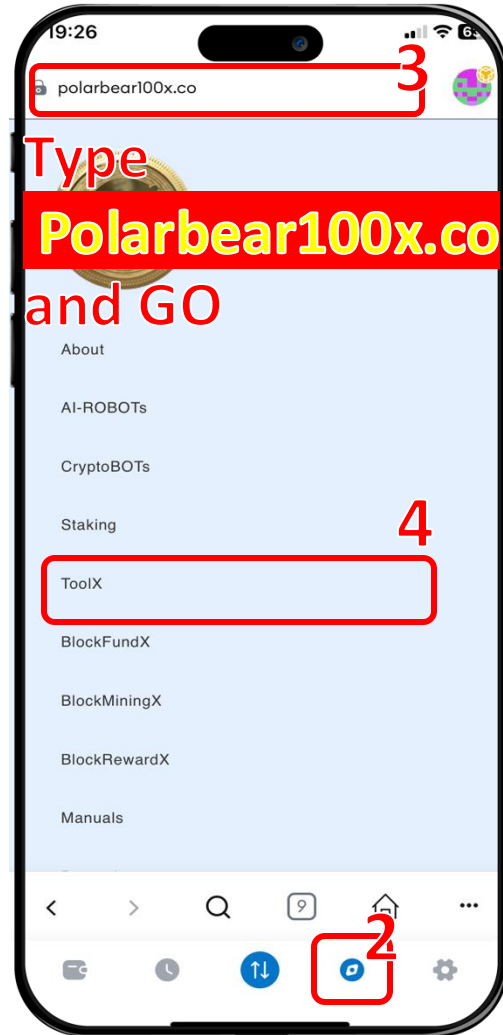 19:26
6
3
polarbear100x.co
Type
Polarbear100x.co
and GO
About
AI-ROBOTs
CryptoBOTs
Staking
4
ToolX
BlockFundX
BlockMiningX
BlockRewardX
Manuals
9
2